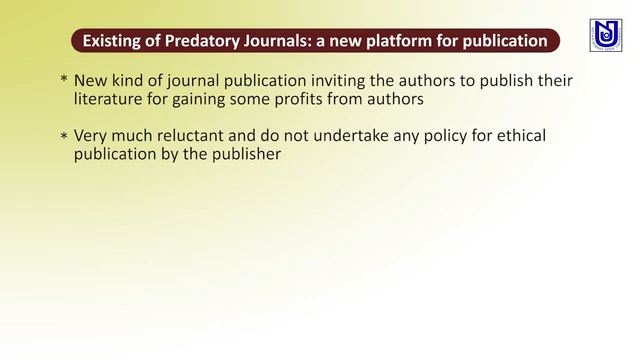 Existing of Predatory Journals: a new platform for publication
* New kind of journal publication inviting the authors to publish their
literature for gaining some profits from authors
* Very much reluctant and do not undertake any policy for ethical
publication by the publisher